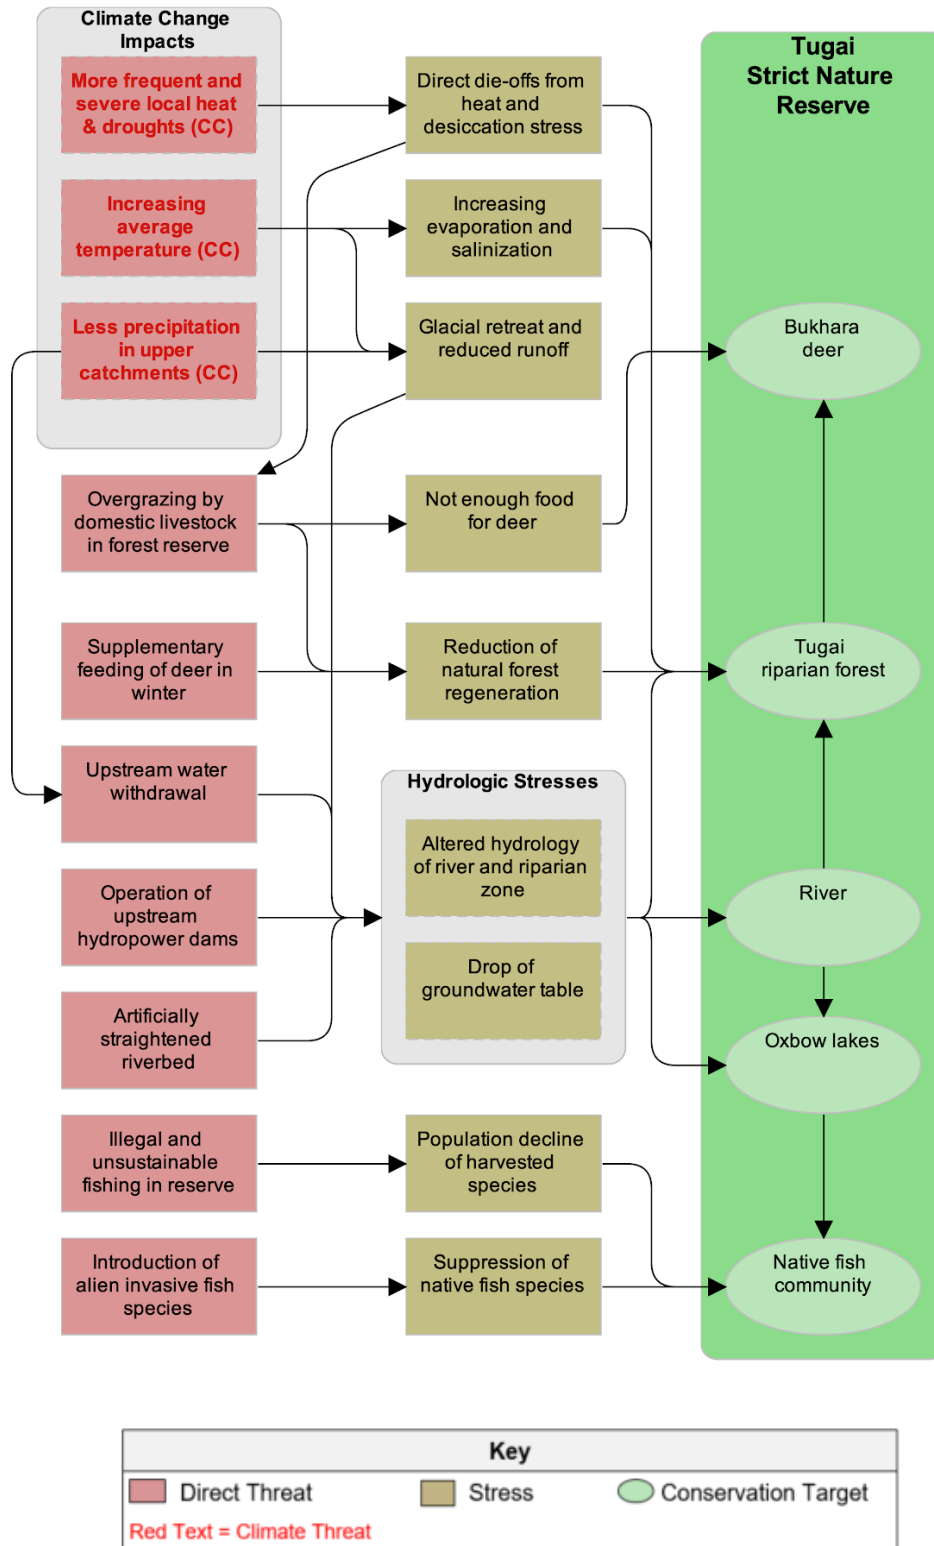 Climate Change
Impacts
More frequent and
severe local heat
& droughts (CC)
Increasing
average
temperature (CC)
Less precipitation
in upper
catchments (CC)
Overgrazing by
domestic livestock
in forest reserve
Supplementary
feeding of deer in
winter
Upstream water
withdrawal
Operation of
upstream
hydropower dams
Artificially
straightened
riverbed
Illegal and
unsustainable
fishing in reserve
Introduction of
alien invasive fish
species
Direct die-offs from
heat and
desiccation stress
Increasing
evaporation and
salinization
Glacial retreat and
reduced runoff
Not enough food
for deer
Reduction of
natural forest
regeneration
Hydrologic Stresses
Altered hydrology
of river and riparian
zone
Drop of
groundwater table
Population decline
of harvested
species
Suppression of
native fish species
Tugai
Strict Nature
Reserve
Bukhara
deer
Tugai
riparian forest
River
Oxbow lakes
Native fish
community
Key
Direct Threat
Stress
Conservation Target
Red Text = Climate Threat